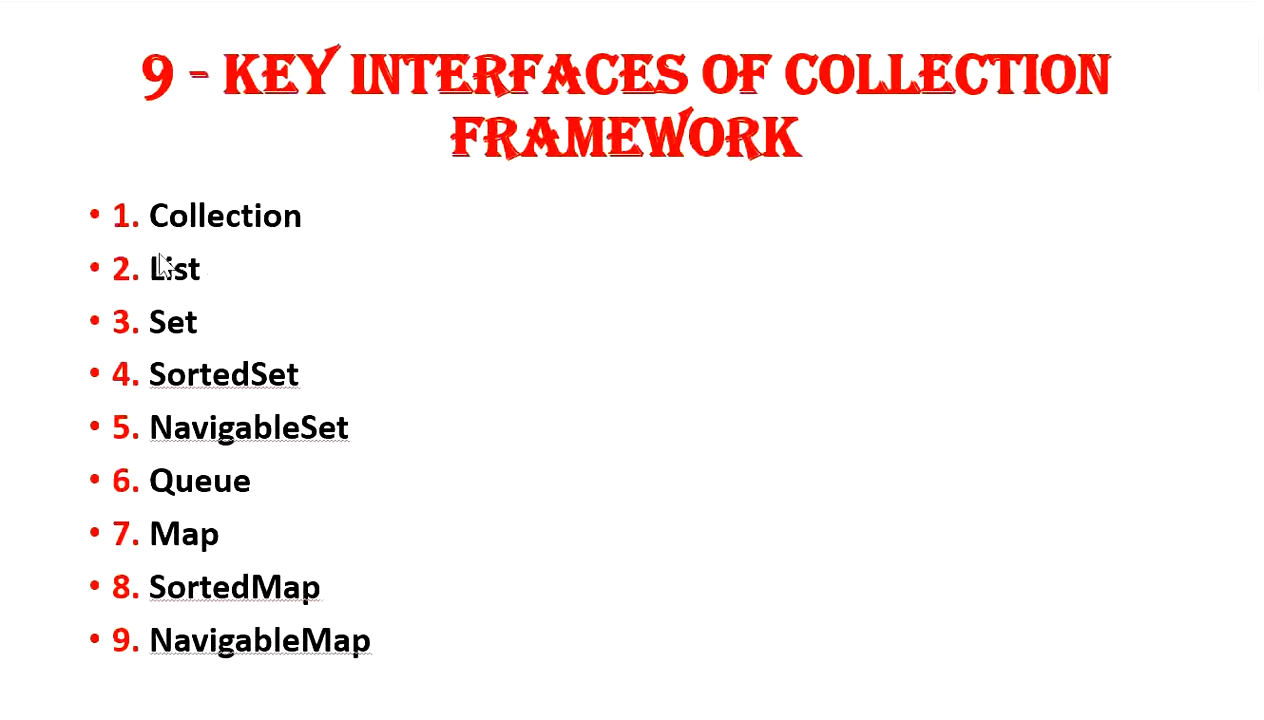 9 - KEY INTERFACES OF COLLECTION
FRAMEWORK
• 1. Collection
• 2. List
• 3. Set
• 4. SortedSet
• 5. NavigableSet
• 6. Queue
• 7. Map
• 8. SortedMap
• 9. NavigableMap